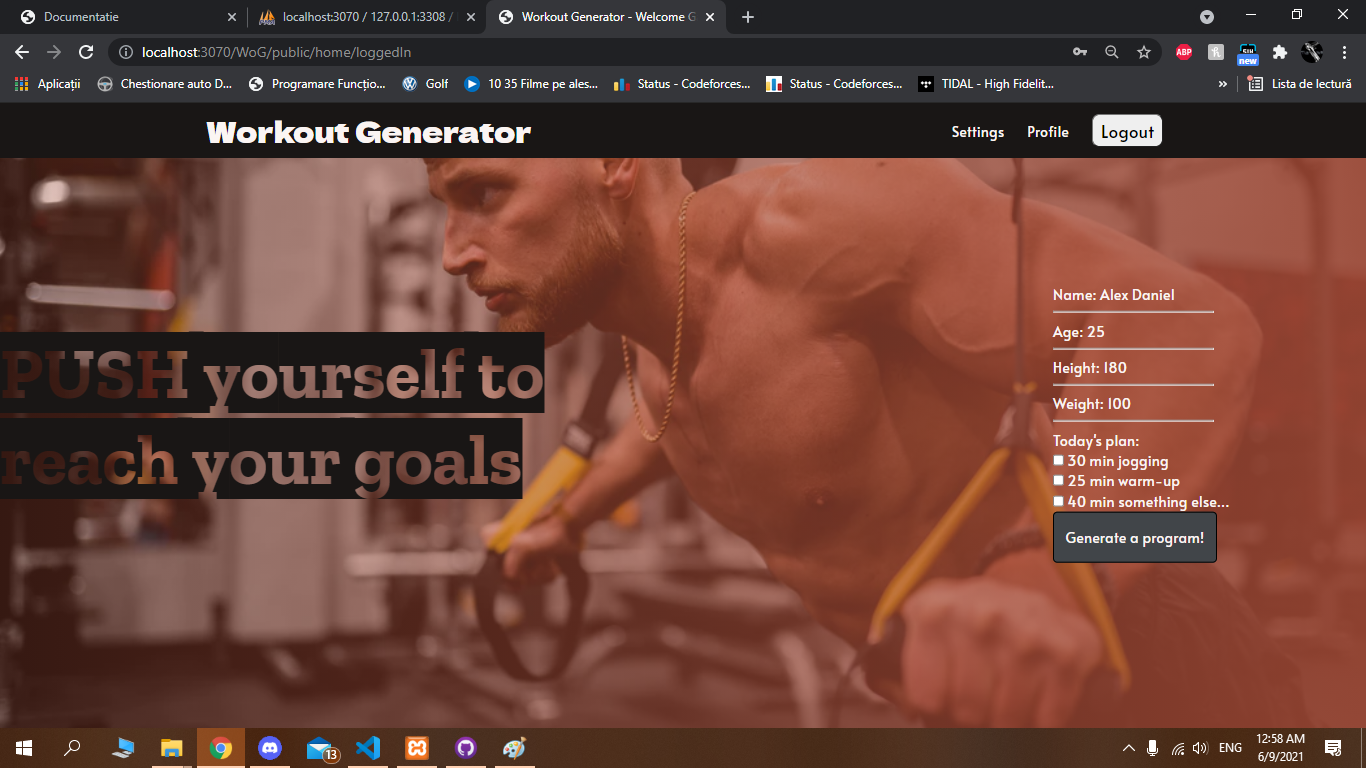 Documentatie
localhost:3070 / 127.0.0.1:3308 /
Workout Generator - Welcome G
localhost:3070/WoG/public/home/loggedIn
ABP
new
Aplicații
Chestionare auto D...
Programare Funcțio...
Golf
10 35 Filme pe ales...
Status - Codeforces...
Status - Codeforces...
TIDAL - High Fidelit...
»
Lista de lectură
Workout Generator
Settings
Profile
Logout
PUSH yourself to
reach your goals
Name: Alex Daniel
Age: 25
Height: 180
Weight: 100
Today's plan:
30 min jogging
25 min warm-up
40 min something else...
Generate a program!
13
ENG
12:58 AM
6/9/2021